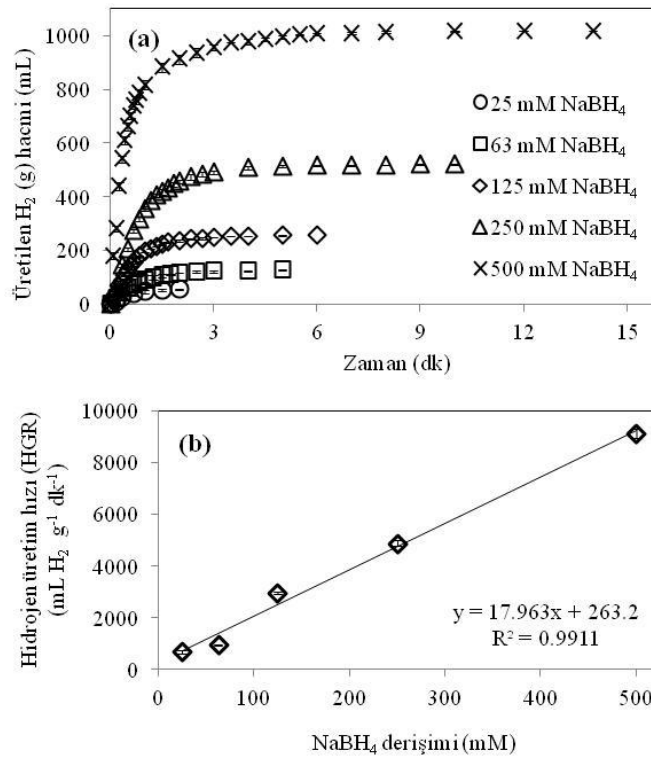 (a)
Üretilen H₂ (g) hacmi (mL)
1000
800
600
400
200
0
25 mM NaBH₄
63 mM NaBH₄
125 mM NaBH₄
250 mM NaBH₄
500 mM NaBH₄
0 3 6 9 12 15
Zaman (dk)
(b)
Hidrojen üretim hızı (HGR)
(mL H₂ g⁻¹ dk⁻¹)
10000
8000
6000
4000
2000
0
y = 17.963x + 263.2
R² = 0.9911
0 100 200 300 400 500
NaBH₄ derişimi (mM)